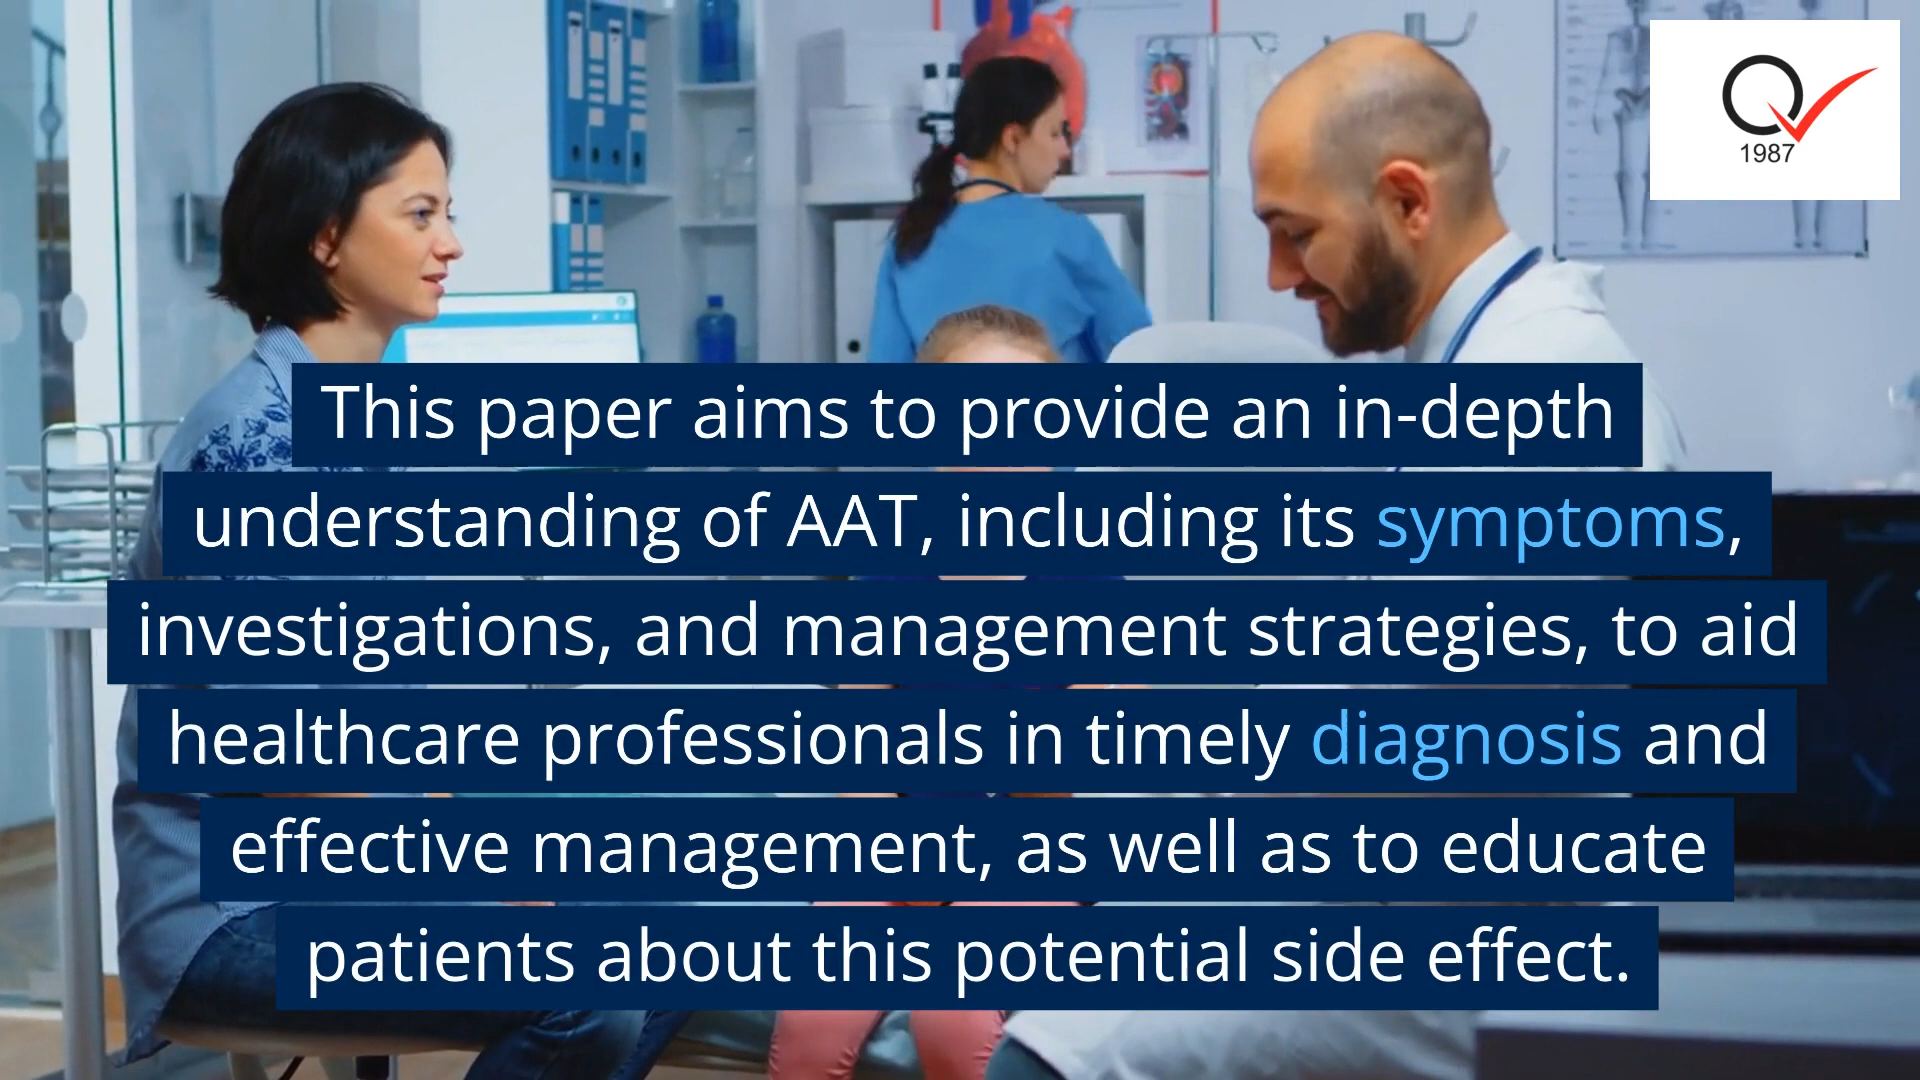 1987
This paper aims to provide an in-depth
understanding of AAT, including its symptoms,
investigations, and management strategies, to aid
healthcare professionals in timely diagnosis and
effective management, as well as to educate
patients about this potential side effect.